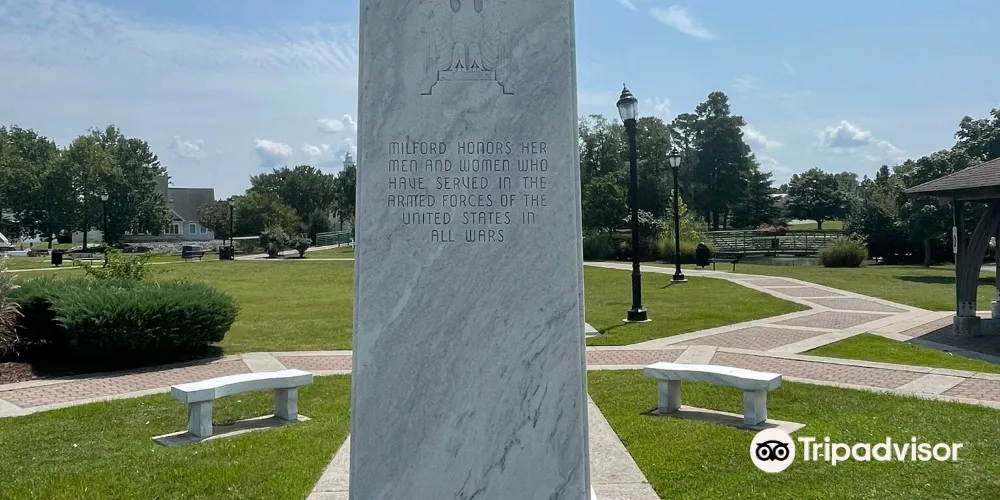 MILFORD HONORS HER
MEN AND WOMEN WHO
HAVE SERVED IN THE
ARMED FORCES OF THE
UNITED STATES IN
ALL WARS
Tripadvisor